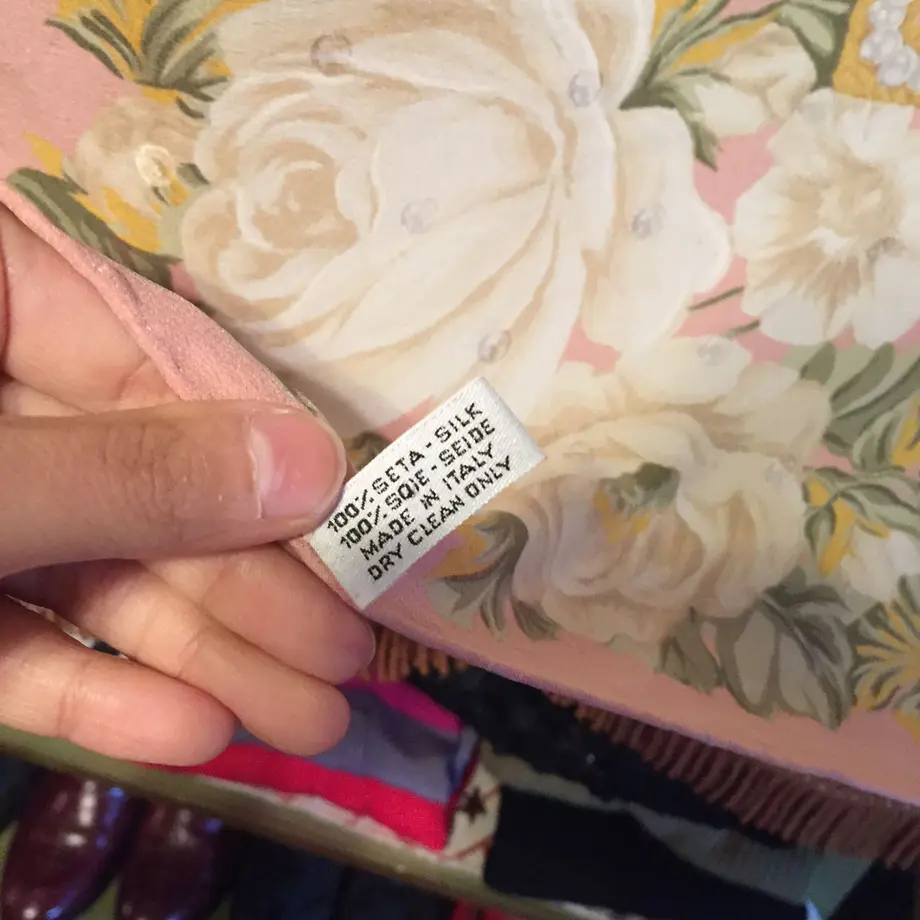 100% SETA - SILK
100% SOIE - SEIDE
MADE IN ITALY
DRY CLEAN ONLY